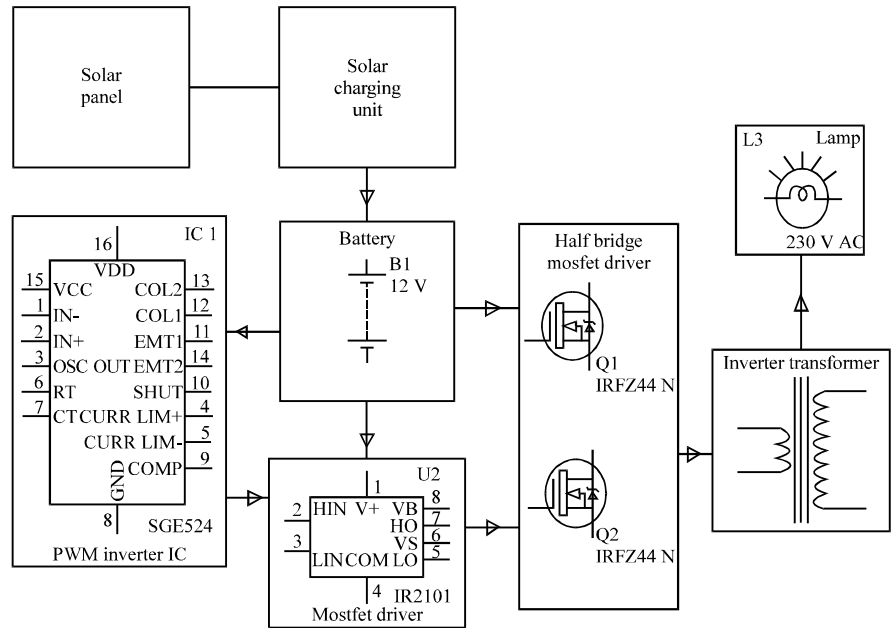 Solar
panel
Solar
charging
unit
L3 Lamp
230 V AC
IC 1
16
VDD
15 VCC COL2 13
1 IN- COL1 12
2 IN+ EMT1 11
3 OSC OUT EMT2 14
6 RT SHUT 10
7 CT CURR LIM+ 4
CURR LIM- 5
COMP 9
GND
8
SGE524
PWM inverter IC
Battery
B1
12 V
Half bridge
mosfet driver
Q1
IRFZ44 N
Q2
IRFZ44 N
Inverter transformer
U2
1
2 HIN V+ VB 8
HO 7
VS 6
3 LIN COM LO 5
4
IR2101
Mostfet driver